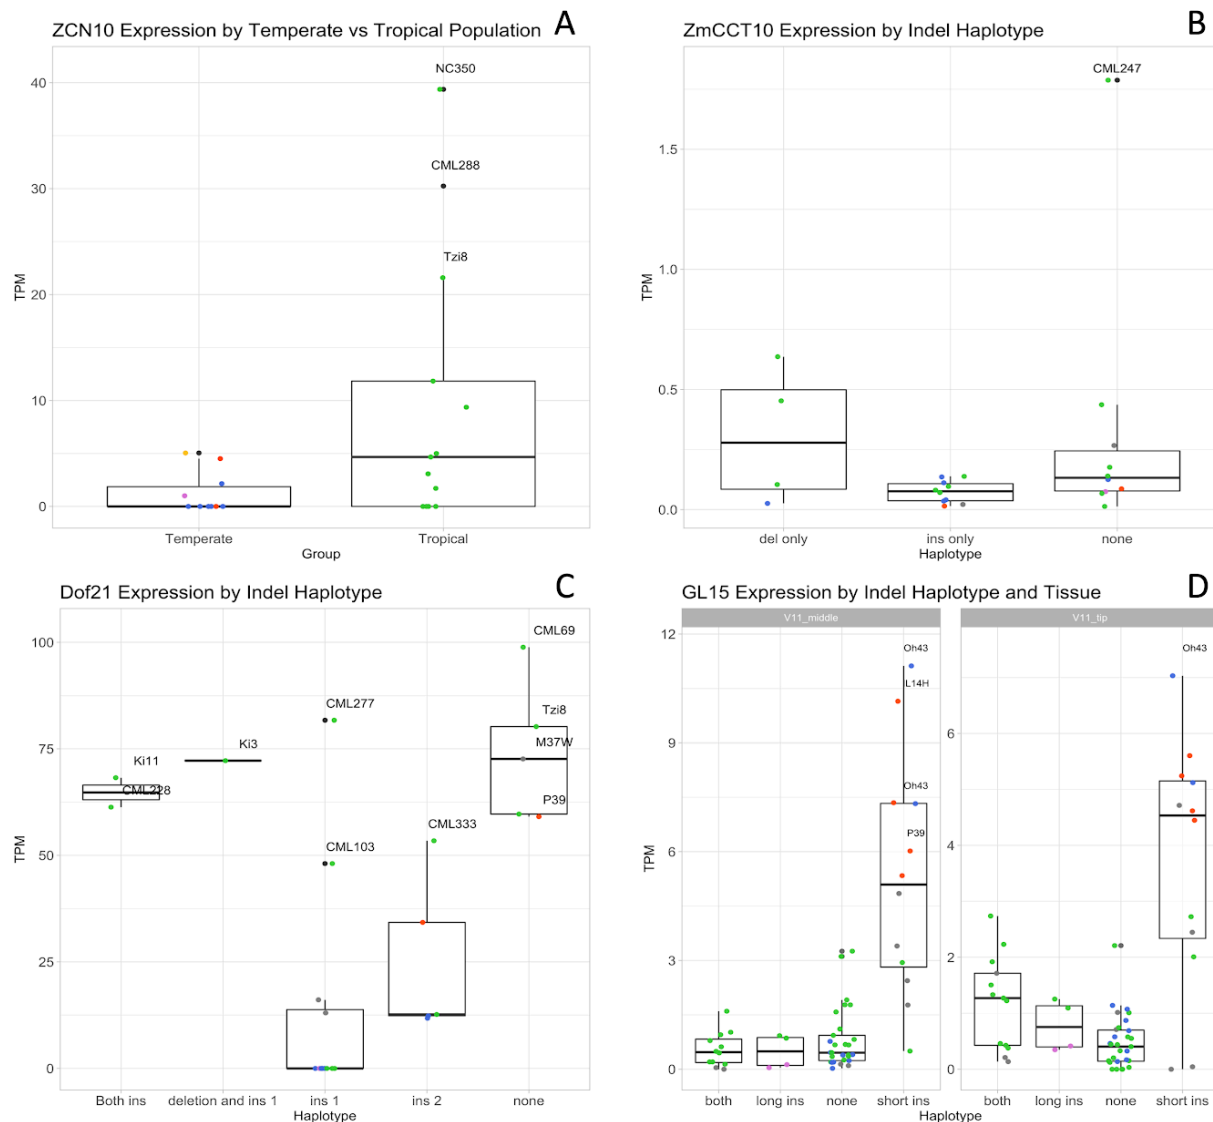 ZCN10 Expression by Temperate vs Tropical Population A
NC350
40
CML288
30
Tzi8
TPM
20
10
0
Temperate Tropical
Group
ZmCCT10 Expression by Indel Haplotype B
CML247
1.5
1.0
TPM
0.5
0.0
del only ins only none
Haplotype
Dof21 Expression by Indel Haplotype C
CML69
100
CML277
Tzi8
Ki3
M37W
75
Ki11
CML228
P39
CML333
50
CML103
TPM
25
0
Both ins deletion and ins 1 ins 1 ins 2 none
Haplotype
GL15 Expression by Indel Haplotype and Tissue D
V11_middle V11_tip
12
Oh43 Oh43
L14H
9
Oh43
P39
6 6
TPM
4
3
2
0 0
both long ins none short ins both long ins none short ins
Haplotype